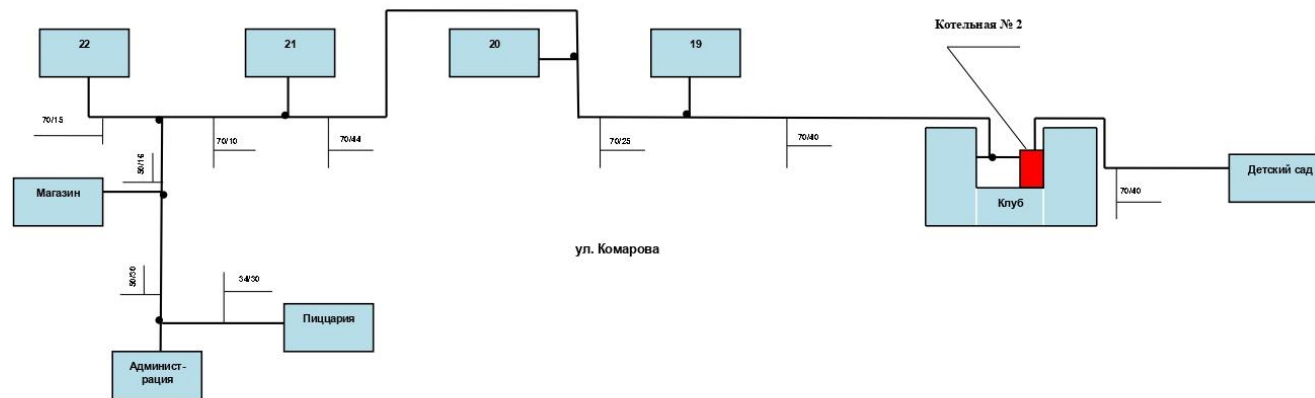 Котельная № 2
22
21
20
19
70/15
70/10
70/44
70/25
70/40
50/16
Магазин
Клуб
Детский сад
70/40
ул. Комарова
50/30
34/30
Пиццария
Админист-
рация